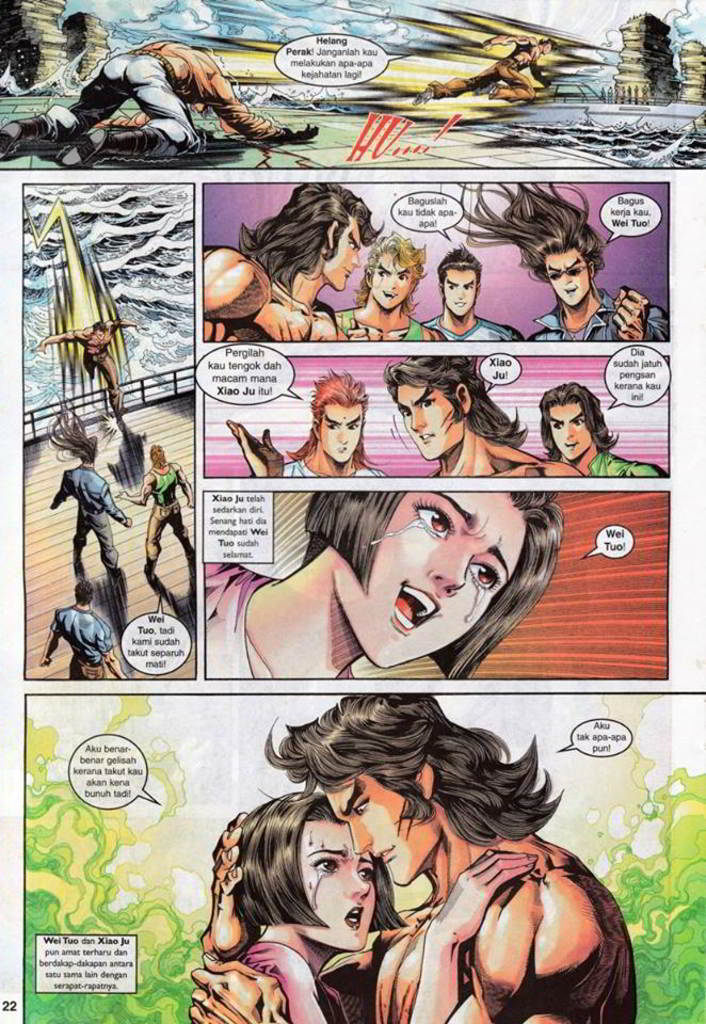 Helang
Perak! Janganlah kau
melakukan apa-apa
kejahatan lagi!
HU....!
Wei
Tuo, tadi
kami sudah
takut separuh
mati!
Baguslah
kau tidak apa-
apa!
Bagus
kerja kau,
Wei Tuo!
Pergilah
kau tengok dah
macam mana
Xiao Ju itu!
Xiao
Ju!
Dia
sudah jatuh
pengsan
kerana kau
ini!
Xiao Ju telah
sedarkan diri.
Senang hati dia
mendapati Wei
Tuo sudah
selamat.
Wei
Tuo!
Aku benar-
benar gelisah
kerana takut kau
akan kena
bunuh tadi!
Aku
tak apa-apa
pun!
Wei Tuo dan Xiao Ju
pun amat terharu dan
berdakap-dakapan antara
satu sama lain dengan
serapat-rapatnya.
22